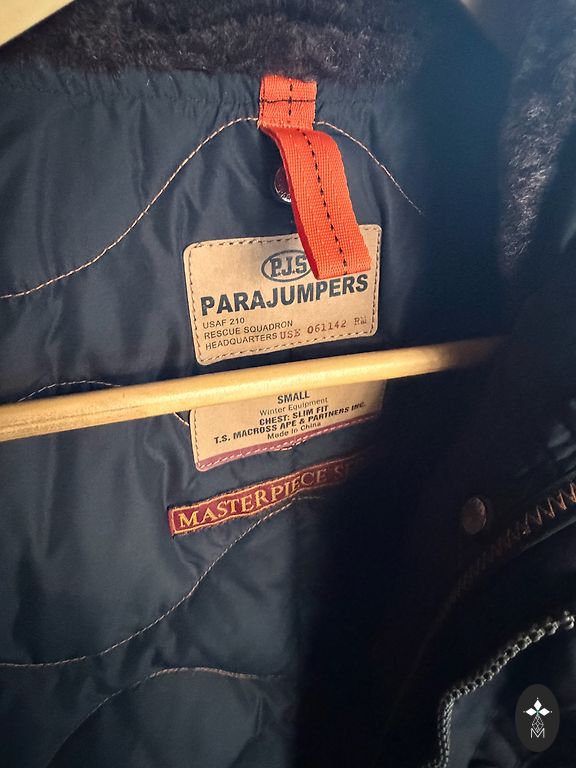 P.J.S
PARAJUMPERS
USAF 210
RESCUE SQUADRON
HEADQUARTERS USE 061142 RM
SMALL
Winter Equipment
CHEST: SLIM FIT
T.S. MACROSS APE & PARTNERS INC.
Made In China
MASTERPIECE SE
M